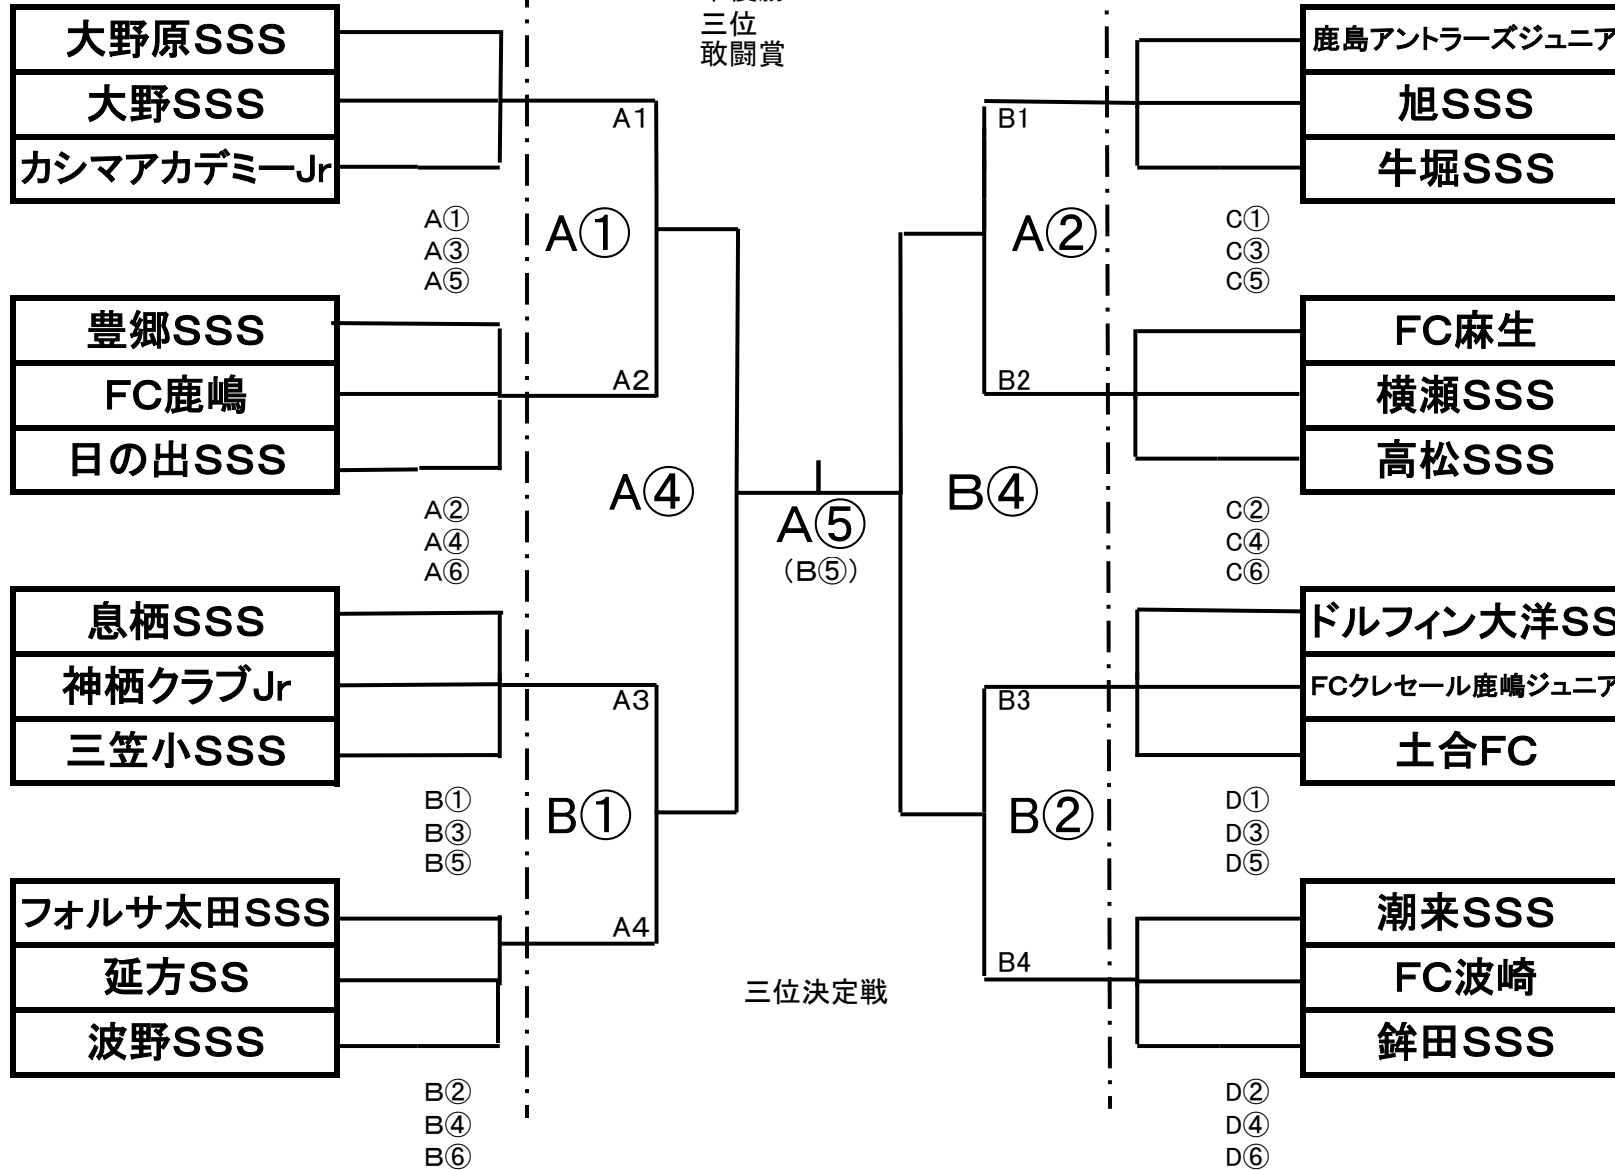 三位
敢闘賞
大野原SSS
大野SSS
カシマアカデミーJr
A①
A③
A⑤
豊郷SSS
FC鹿嶋
日の出SSS
A②
A④
A⑥
息栖SSS
神栖クラブJr
三笠小SSS
B①
B③
B⑤
フォルサ太田SSS
延方SS
波野SSS
B②
B④
B⑥
A1
A①
A2
A④
A3
B①
A4
A⑤
(B⑤)
三位決定戦
B1
A②
B2
B④
B3
B②
B4
鹿島アントラーズジュニア
旭SSS
牛堀SSS
C①
C③
C⑤
FC麻生
横瀬SSS
高松SSS
C②
C④
C⑥
ドルフィン大洋SS
FCクレセール鹿嶋ジュニア
土合FC
D①
D③
D⑤
潮来SSS
FC波崎
鉾田SSS
D②
D④
D⑥